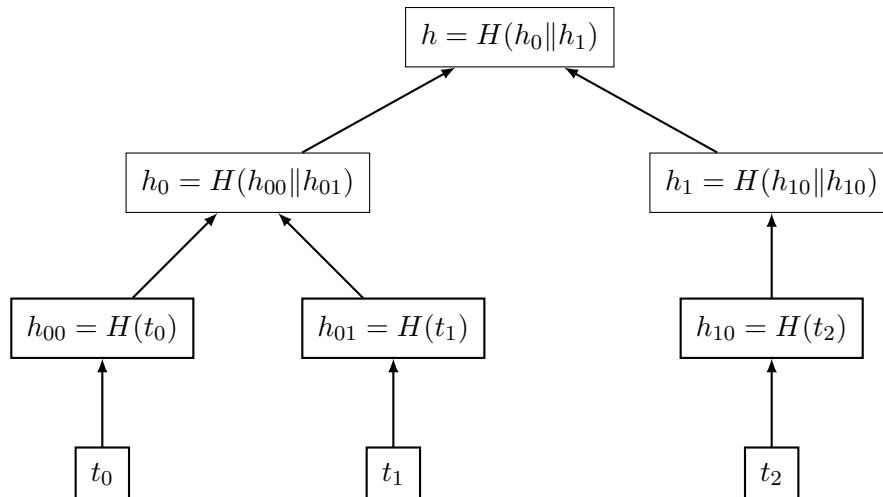 h = H(h₀∥h₁)
h₀ = H(h₀₀∥h₀₁)
h₁ = H(h₁₀∥h₁₀)
h₀₀ = H(t₀)
h₀₁ = H(t₁)
h₁₀ = H(t₂)
t₀
t₁
t₂